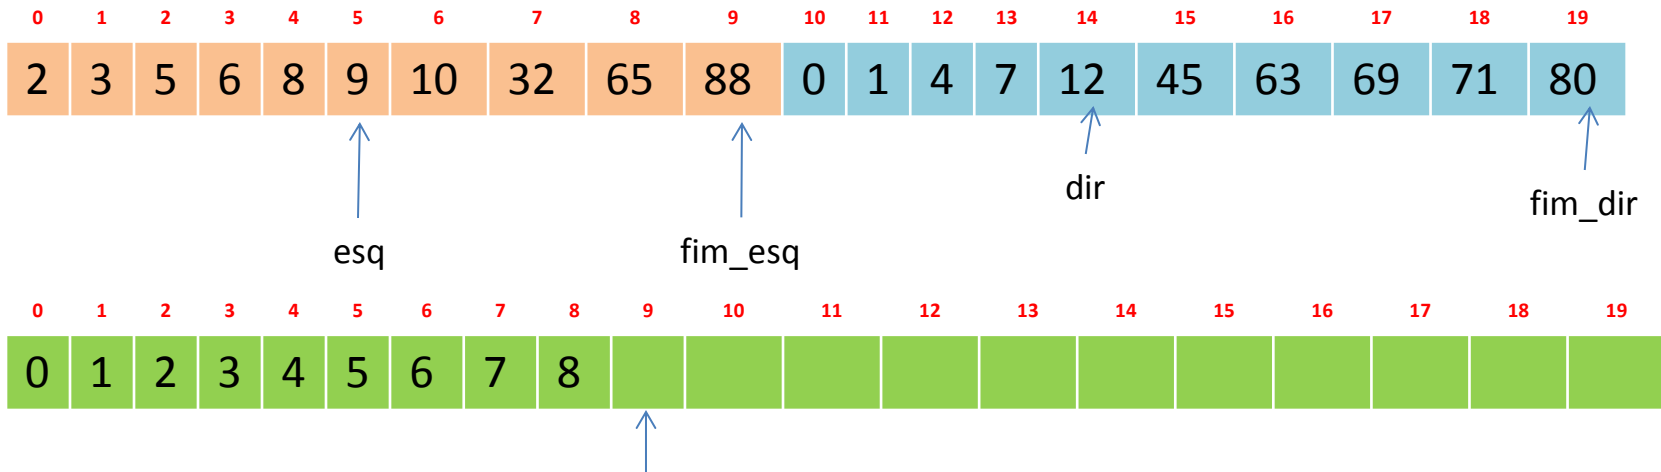 0 1 2 3 4 5 6 7 8 9 10 11 12 13 14 15 16 17 18 19
2 3 5 6 8 9 10 32 65 88 0 1 4 7 12 45 63 69 71 80
dir
fim_dir
esq fim_esq
0 1 2 3 4 5 6 7 8 9 10 11 12 13 14 15 16 17 18 19
0 1 2 3 4 5 6 7 8